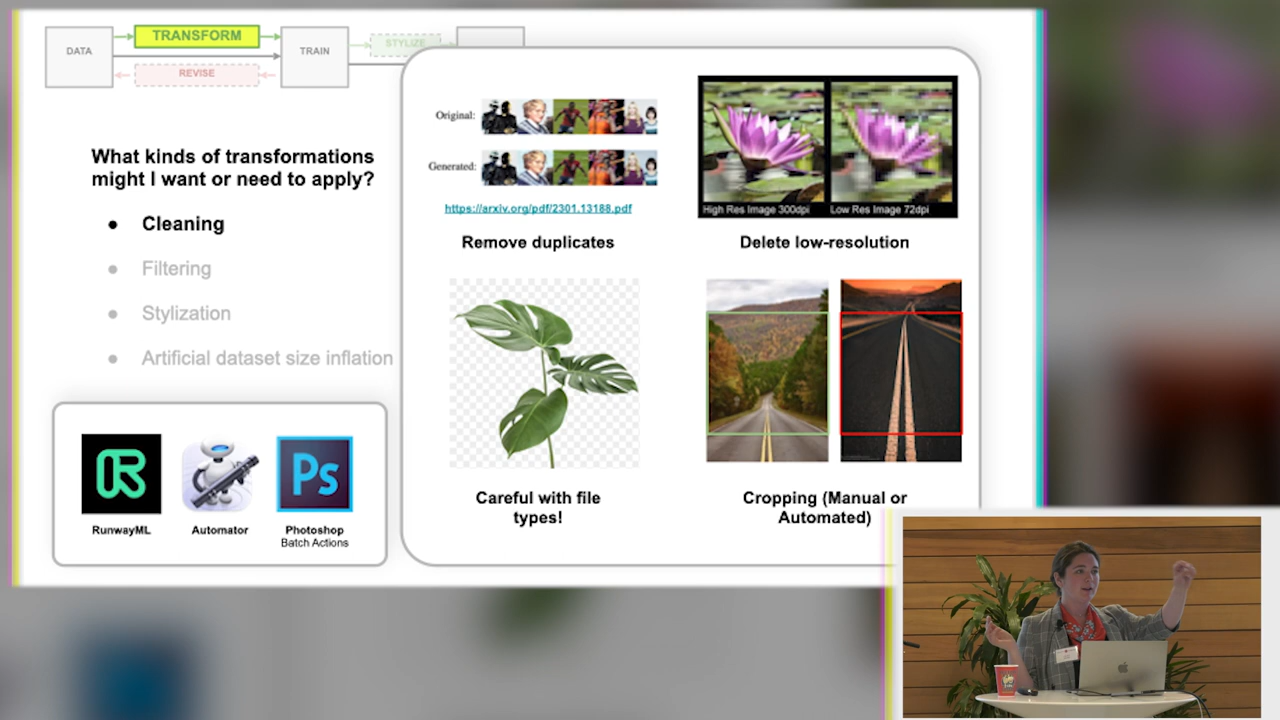 DATA
TRANSFORM
REVISE
TRAIN
STYLIZE
What kinds of transformations
might I want or need to apply?
● Cleaning
● Filtering
● Stylization
● Artificial dataset size inflation
RunwayML
Automator
Ps
Photoshop
Batch Actions
Original:
Generated:
https://arxiv.org/pdf/2301.13188.pdf
Remove duplicates
High Res Image 300dpi
Low Res Image 72dpi
Delete low-resolution
Careful with file
types!
Cropping (Manual or
Automated)